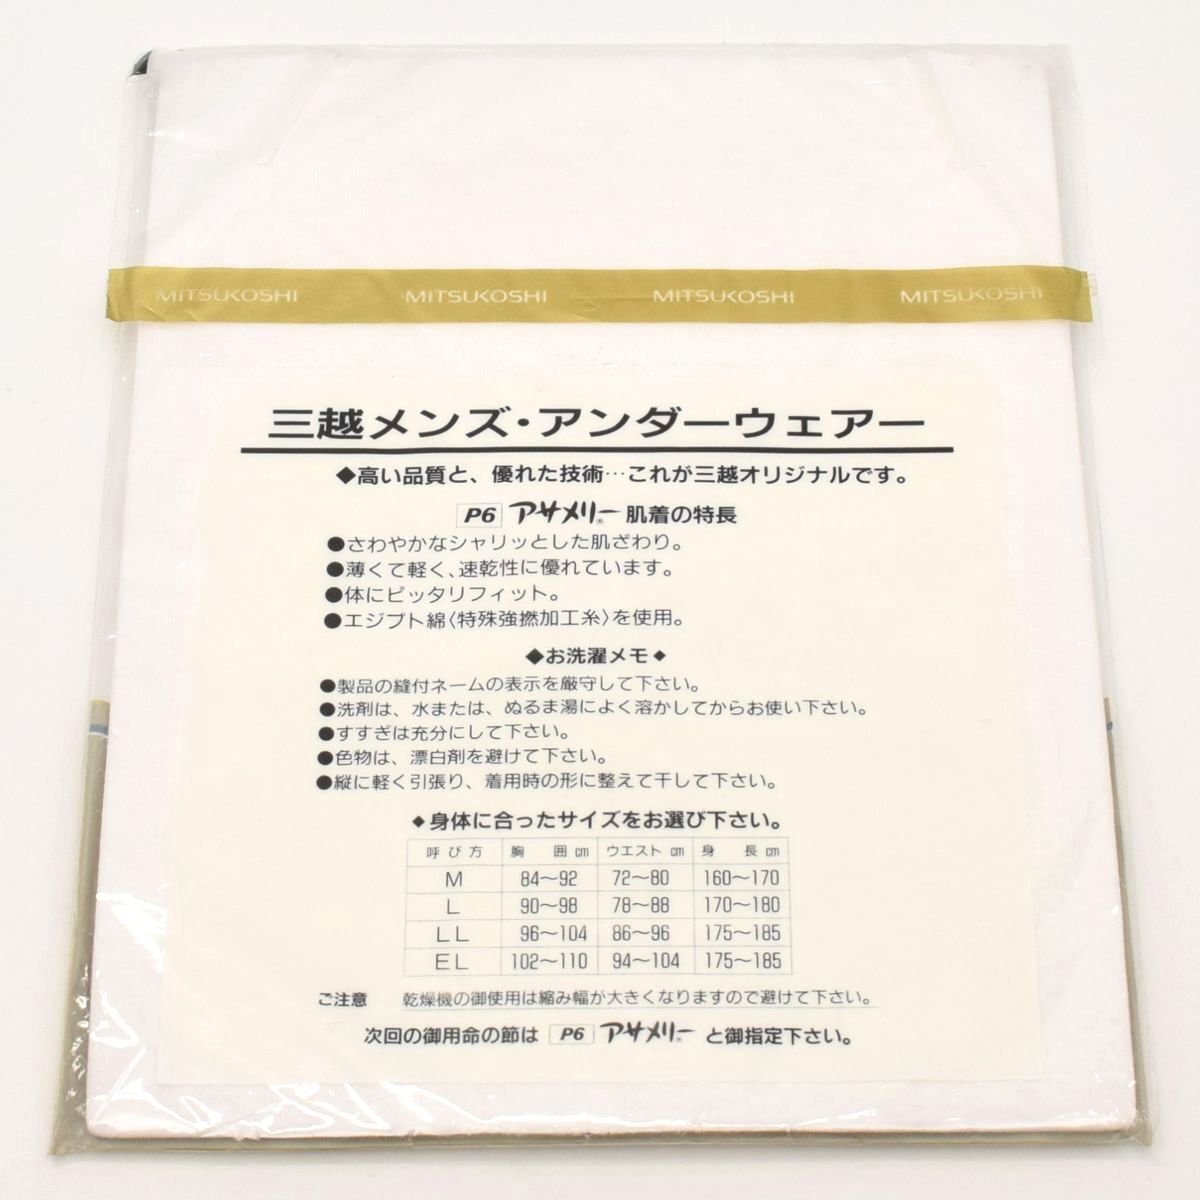 MITSUKOSHI MITSUKOSHI MITSUKOSHI MITSUKOSHI
三越メンズ・アンダーウェアー
◆高い品質と、優れた技術…これが三越オリジナルです。
P6 アサメリー® 肌着の特長
●さわやかなシャリッとした肌ざわり。
●薄くて軽く、速乾性に優れています。
●体にピッタリフィット。
●エジプト綿〈特殊強撚加工糸〉を使用。
◆お洗濯メモ◆
●製品の縫付ネームの表示を厳守して下さい。
●洗剤は、水または、ぬるま湯によく溶かしてからお使い下さい。
●すすぎは充分にして下さい。
●色物は、漂白剤を避けて下さい。
●縦に軽く引張り、着用時の形に整えて干して下さい。
◆身体に合ったサイズをお選び下さい。
呼び方 胸囲cm ウエストcm 身長cm
M 84〜92 72〜80 160〜170
L 90〜98 78〜88 170〜180
LL 96〜104 86〜96 175〜185
EL 102〜110 94〜104 175〜185
ご注意 乾燥機の御使用は縮み幅が大きくなりますので避けて下さい。
次回の御用命の節は P6 アサメリー® と御指定下さい。